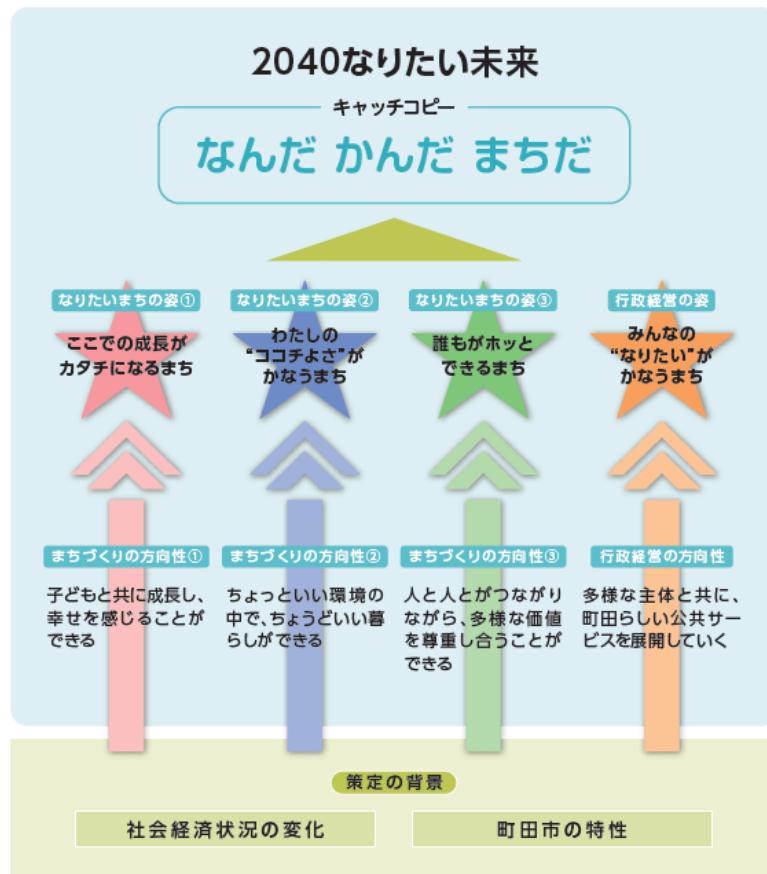 2040なりたい未来
キャッチコピー
なんだ かんだ まちだ
なりたいまちの姿①
ここでの成長が
カタチになるまち
なりたいまちの姿②
わたしの
“ココチよさ”が
かなうまち
なりたいまちの姿③
誰もがホッと
できるまち
行政経営の姿
みんなの
“なりたい”が
かなうまち
まちづくりの方向性①
子どもと共に成長し、
幸せを感じることが
できる
まちづくりの方向性②
ちょっといい環境の
中で、ちょうどいい暮
らしができる
まちづくりの方向性③
人と人とがつながり
ながら、多様な価値
を尊重し合うことが
できる
行政経営の方向性
多様な主体と共に、
町田らしい公共サー
ビスを展開していく
策定の背景
社会経済状況の変化
町田市の特性